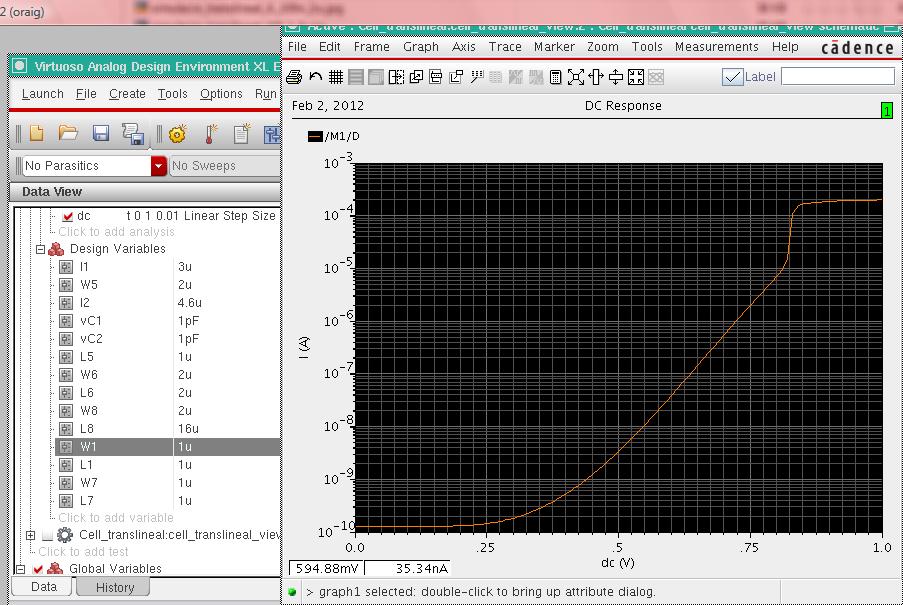 2 (oraig)
Active : Cell_translineal:cell_translineal_view:2 : Cell_translineal cell_translineal_view schematic
Virtuoso Analog Design Environment XL E
File Edit Frame Graph Axis Trace Marker Zoom Tools Measurements Help cādence
Launch File Create Tools Options Run
Label
Feb 2, 2012 DC Response 1
No Parasitics No Sweeps
/M1/D
Data View
dc t 0 1 0.01 Linear Step Size
Click to add analysis
Design Variables
I1 3u
W5 2u
I2 4.6u
vC1 1pF
vC2 1pF
L5 1u
W6 2u
L6 2u
W8 2u
L8 16u
W1 1u
L1 1u
W7 1u
L7 1u
Click to add variable
Cell_translineal:cell_translineal_view
Click to add test
Global Variables
Data History
10-3
10-4
10-5
10-6
10-7
10-8
10-9
10-10
I (A)
0.0 .25 .5 .75 1.0
dc (V)
594.88mV 35.34nA
> graph1 selected: double-click to bring up attribute dialog.